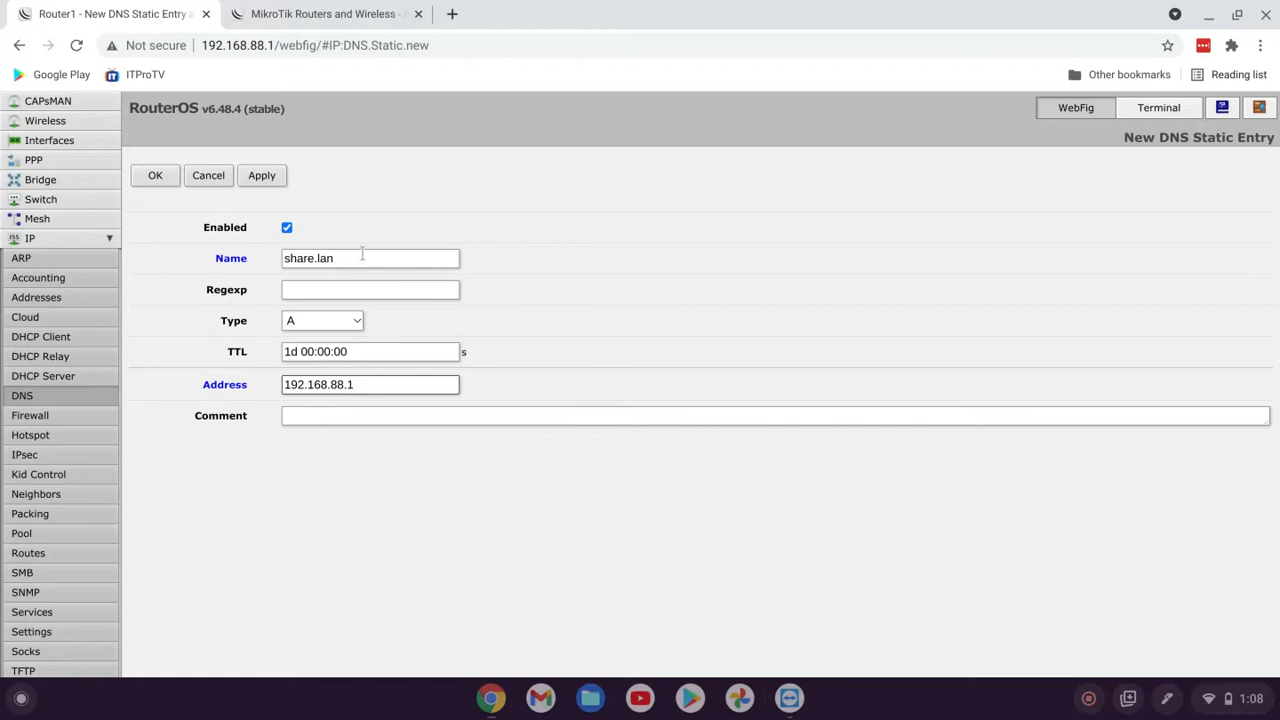 Router1 - New DNS Static Entry a
MikroTik Routers and Wireless -
Not secure 192.168.88.1/webfig/#IP:DNS.Static.new
Google Play
ITProTV
Other bookmarks
Reading list
CAPsMAN
Wireless
Interfaces
PPP
Bridge
Switch
Mesh
IP
ARP
Accounting
Addresses
Cloud
DHCP Client
DHCP Relay
DHCP Server
DNS
Firewall
Hotspot
IPsec
Kid Control
Neighbors
Packing
Pool
Routes
SMB
SNMP
Services
Settings
Socks
TFTP
RouterOS v6.48.4 (stable)
WebFig
Terminal
New DNS Static Entry
OK
Cancel
Apply
Enabled
Name share.lan
Regexp
Type A
TTL 1d 00:00:00 s
Address 192.168.88.1
Comment
1:08